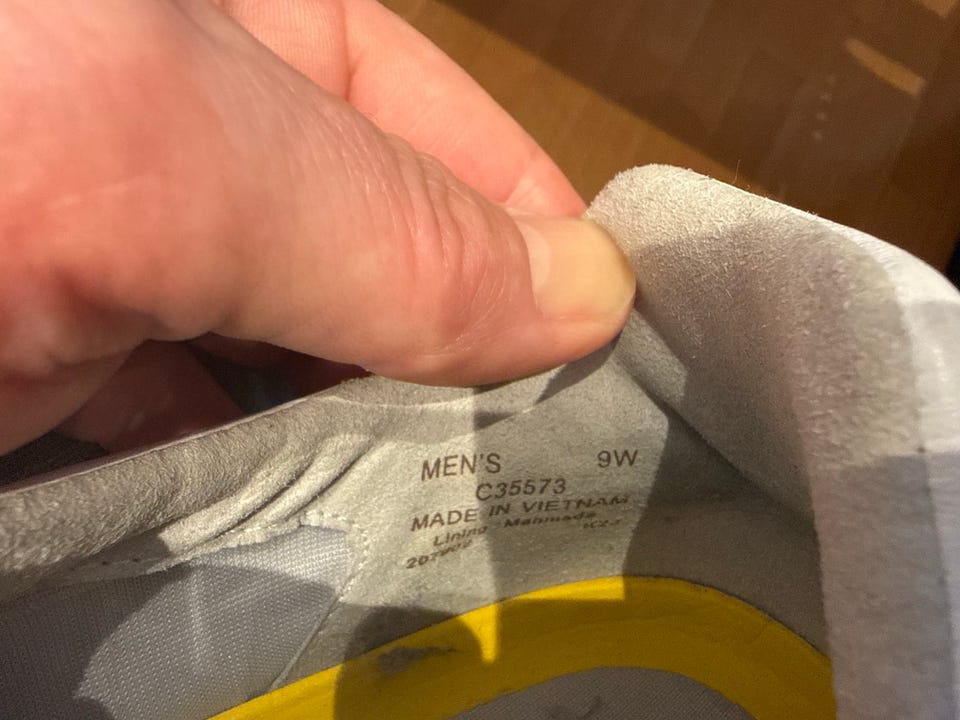 MEN'S 9W
C35573
MADE IN VIETNAM
Lining Manmade